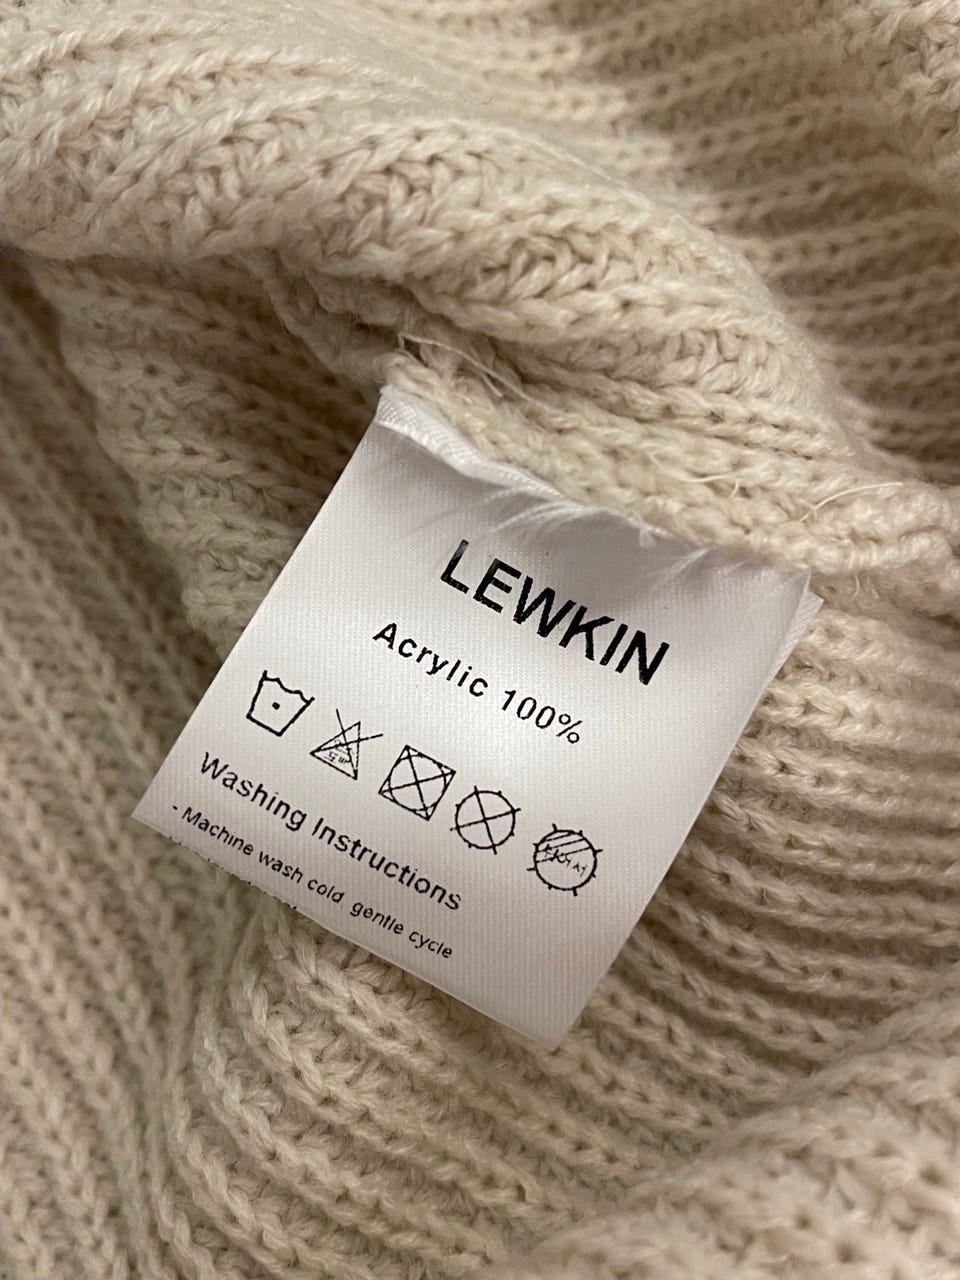 LEWKIN
Acrylic 100%
Washing Instructions
- Machine wash cold gentle cycle